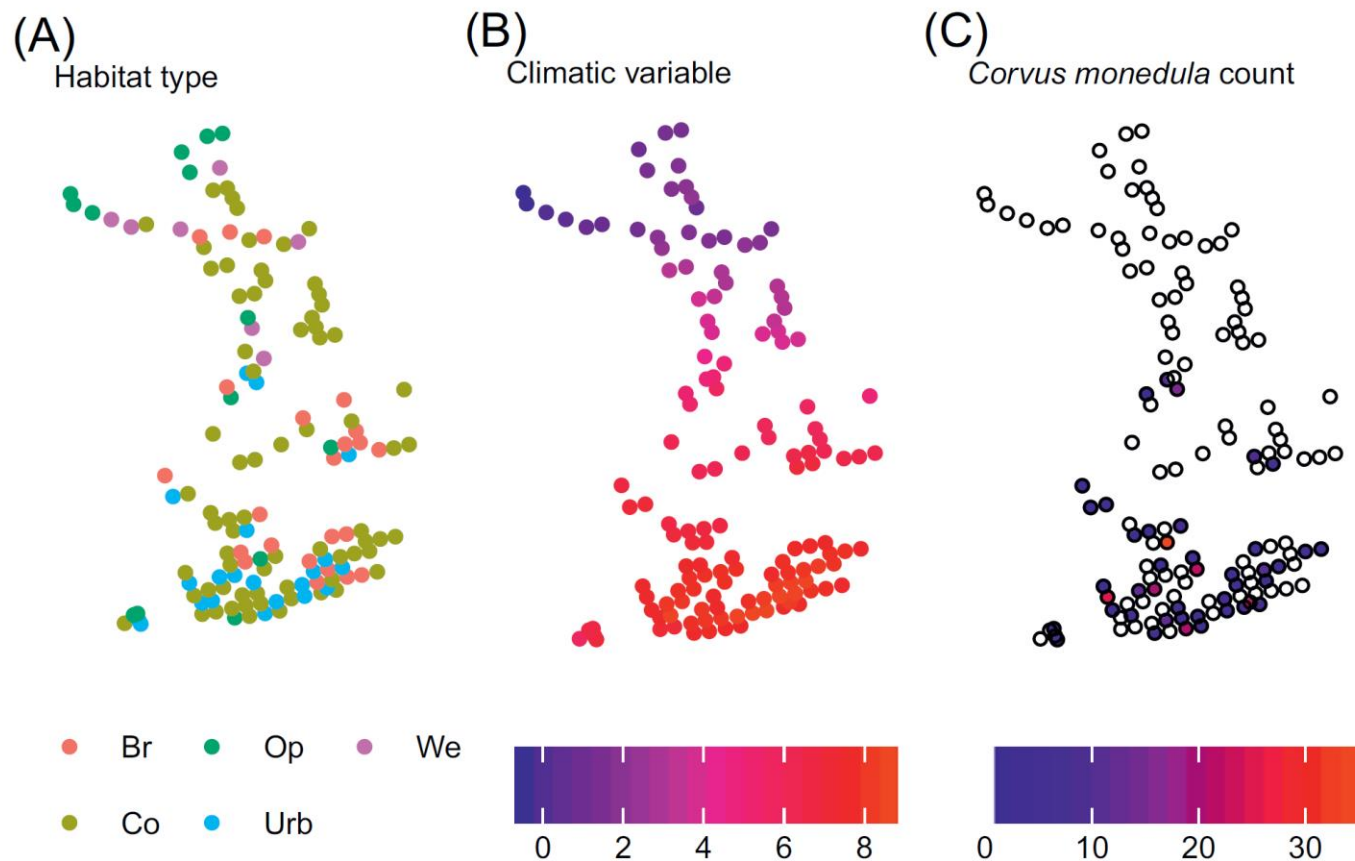 (A)
Habitat type
(B)
Climatic variable
(C)
Corvus monedula count
Br
Op
We
Co
Urb
0 2 4 6 8
0 10 20 30